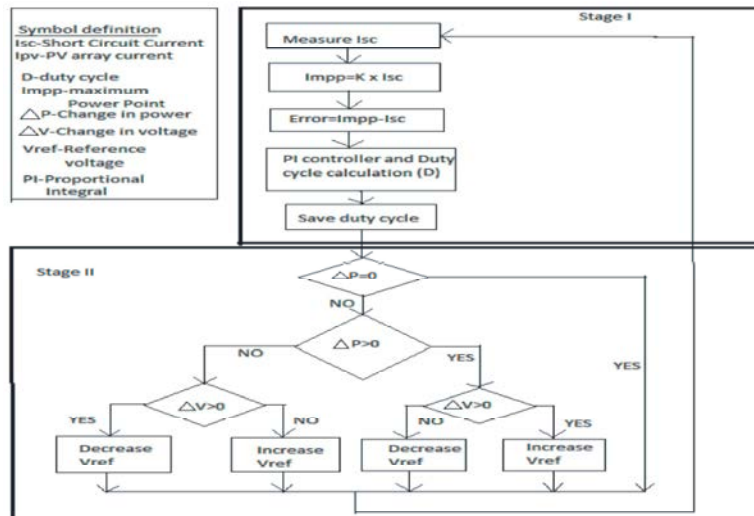 Symbol definition
Isc-Short Circuit Current
Ipv-PV array current
D-duty cycle
Impp-maximum
Power Point
△P-Change in power
△V-Change in voltage
Vref-Reference
voltage
PI-Proportional
Integral
Stage I
Measure Isc
Impp=K x Isc
Error=Impp-Isc
PI controller and Duty
cycle calculation (D)
Save duty cycle
Stage II
△P=0
NO
YES
△P>0
NO
YES
△V>0
YES
NO
△V>0
NO
YES
Decrease
Vref
Increase
Vref
Decrease
Vref
Increase
Vref